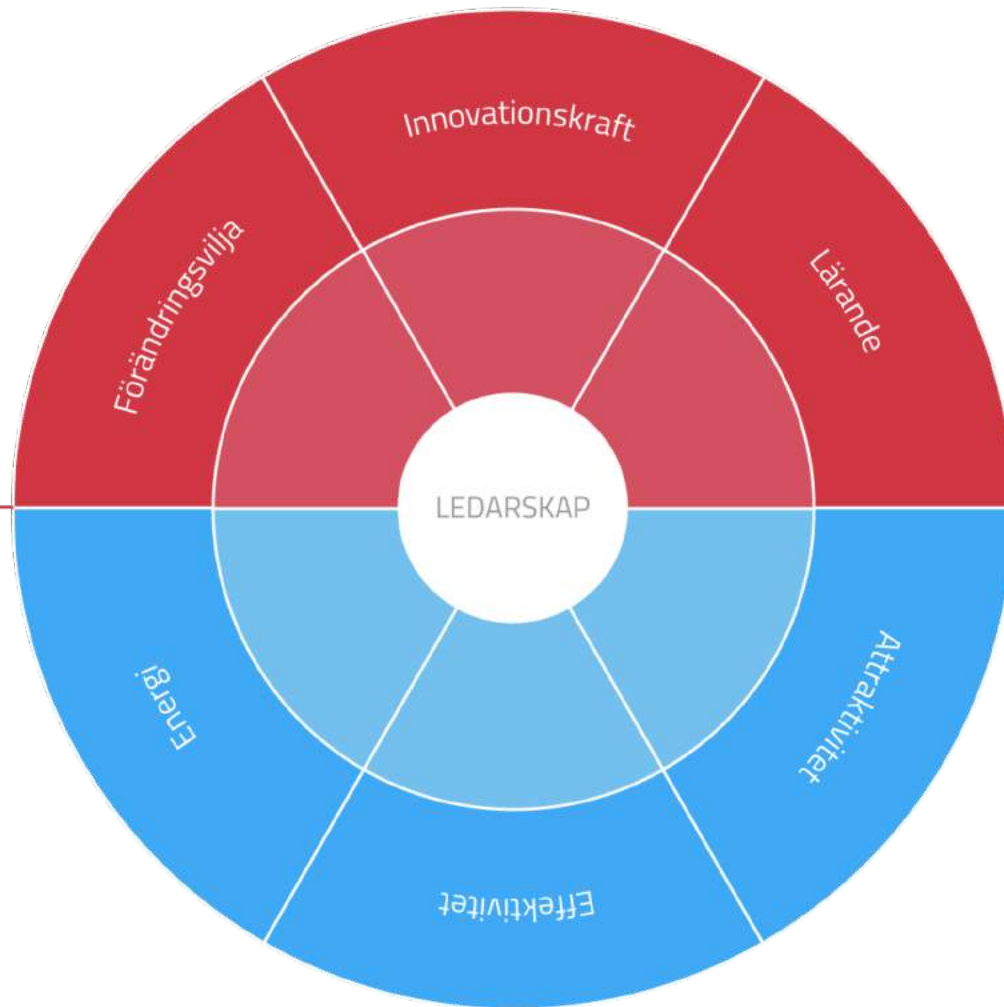 Innovationskraft
Förändringsvilja
Lärande
LEDARSKAP
Energi
Attraktivitet
Effektivitet